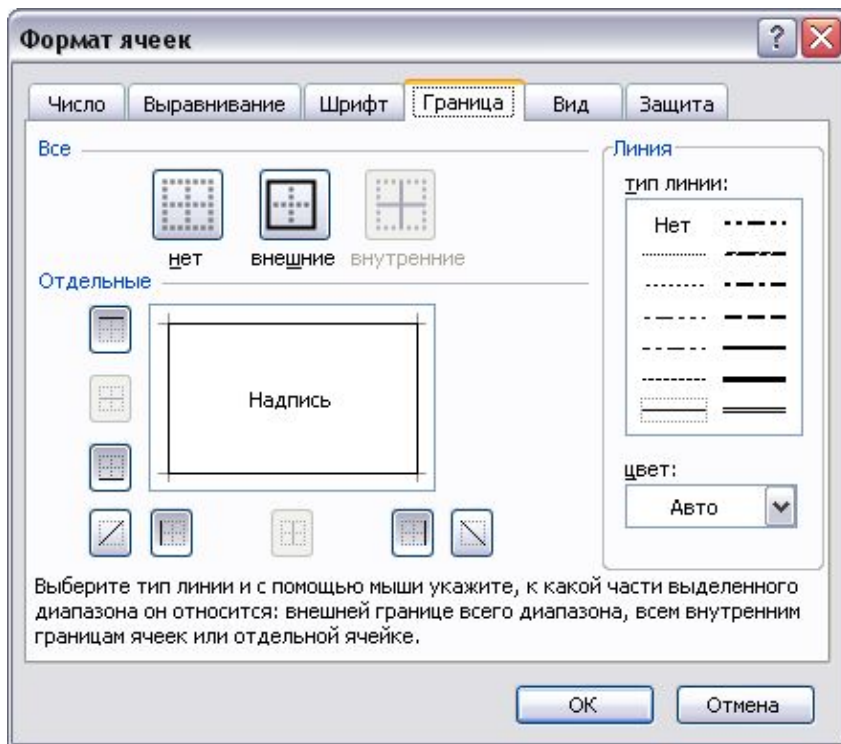 Формат ячеек
Число Выравнивание Шрифт Граница Вид Защита
Все
нет внешние внутренние
Отдельные
Надпись
Линия
тип линии:
Нет
цвет:
Авто
Выберите тип линии и с помощью мыши укажите, к какой части выделенного
диапазона он относится: внешней границе всего диапазона, всем внутренним
границам ячеек или отдельной ячейке.
ОК Отмена